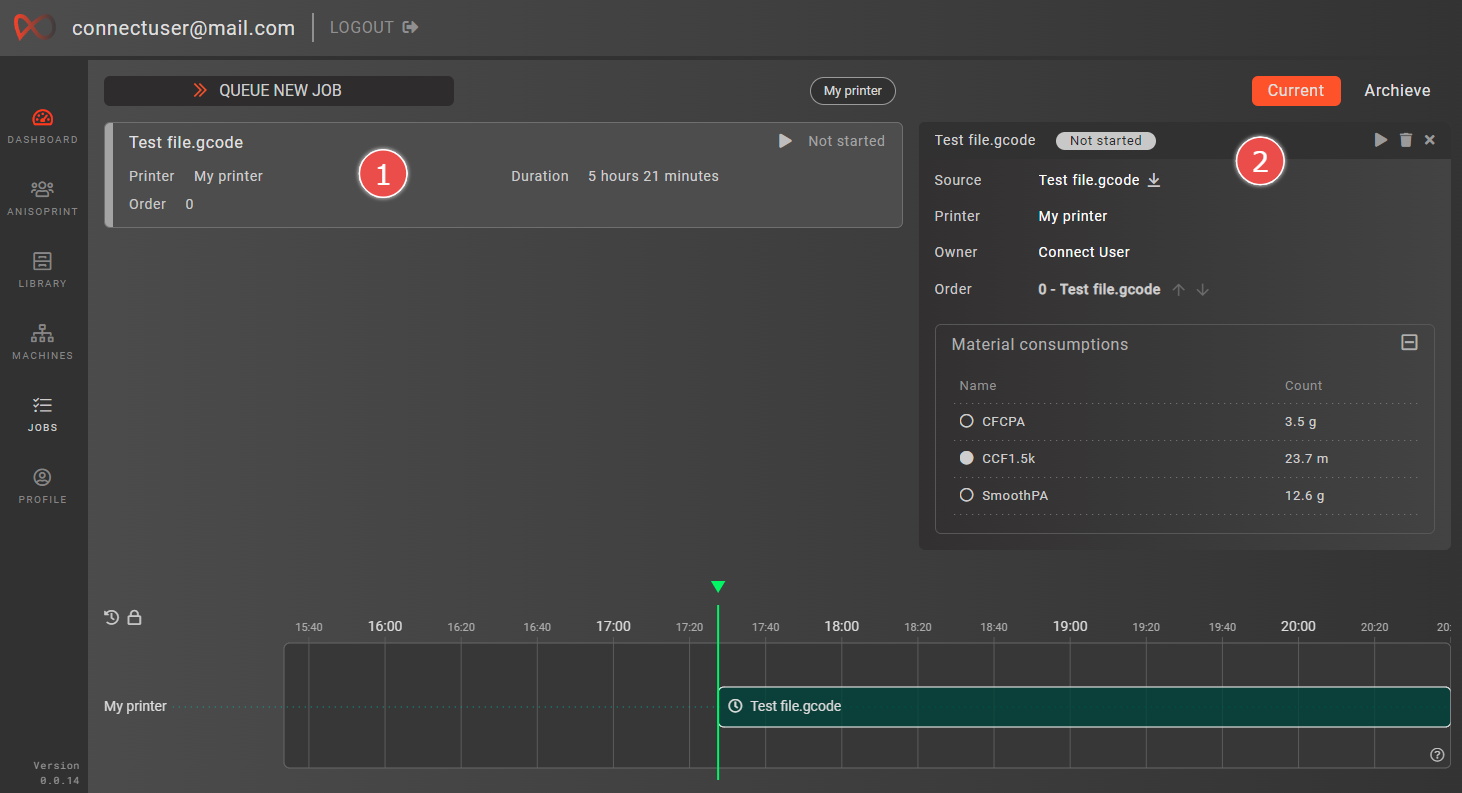 connectuser@mail.com LOGOUT
DASHBOARD
ANISOPRINT
LIBRARY
MACHINES
JOBS
PROFILE
Version
0.0.14
QUEUE NEW JOB My printer Current Archieve
Test file.gcode Not started
Printer My printer Duration 5 hours 21 minutes
Order 0
1
Test file.gcode Not started
2
Source Test file.gcode
Printer My printer
Owner Connect User
Order 0 - Test file.gcode
Material consumptions
Name Count
CFCPA 3.5 g
CCF1.5k 23.7 m
SmoothPA 12.6 g
15:40 16:00 16:20 16:40 17:00 17:20 17:40 18:00 18:20 18:40 19:00 19:20 19:40 20:00 20:20 20:
My printer Test file.gcode